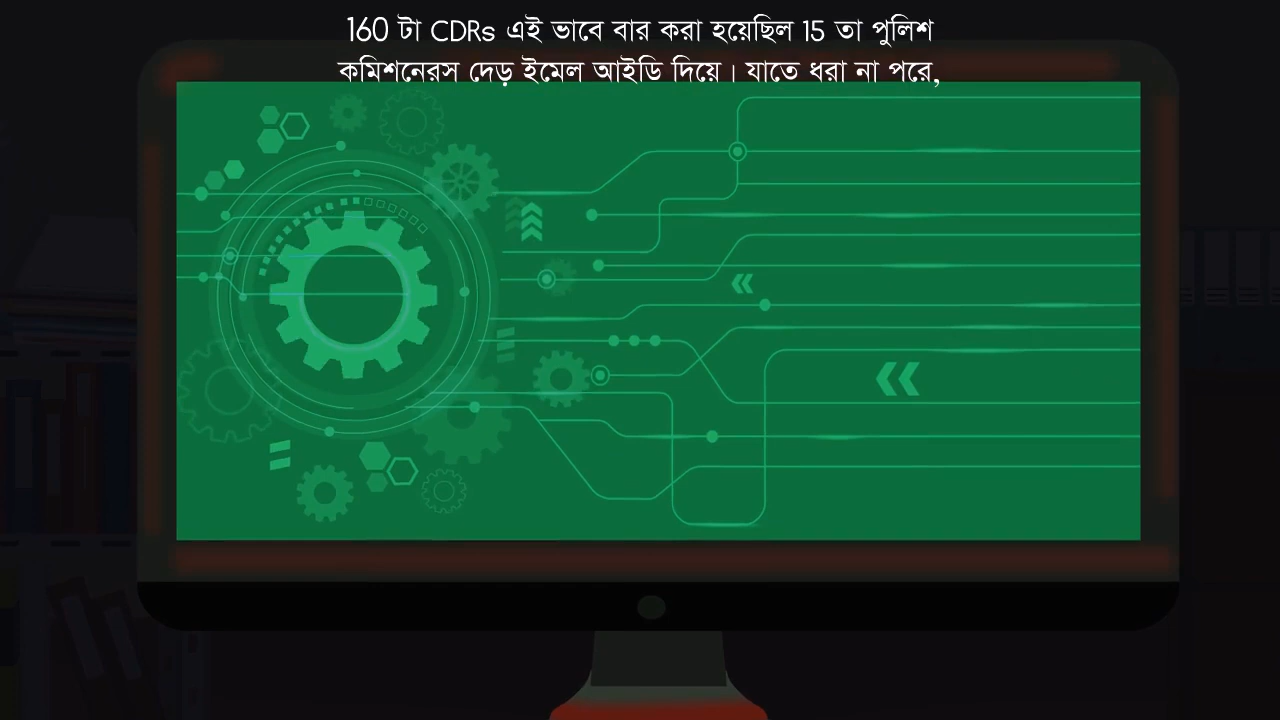 160 টা CDRs এই ভাবে বার করা হয়েছিল 15 তা পুলিশ
কমিশনেরস দেড় ইমেল আইডি দিয়ে। যাতে ধরা না পরে,